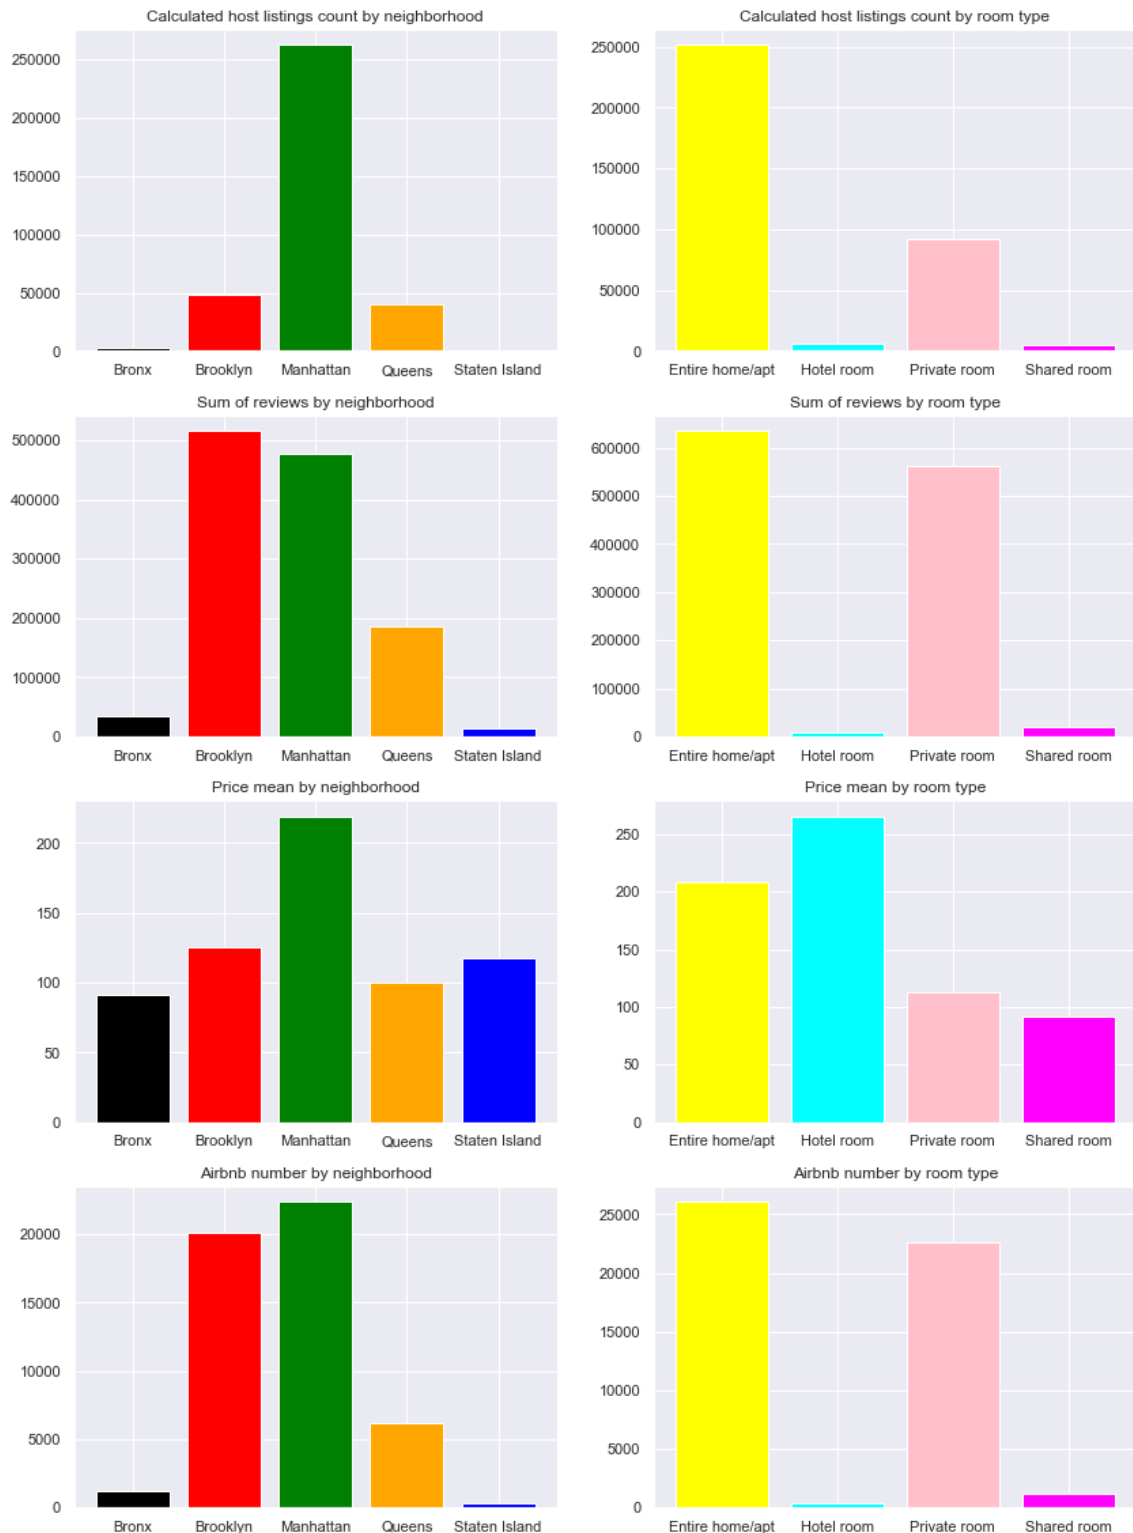 Calculated host listings count by neighborhood
250000
200000
150000
100000
50000
0
Bronx Brooklyn Manhattan Queens Staten Island
Calculated host listings count by room type
250000
200000
150000
100000
50000
0
Entire home/apt Hotel room Private room Shared room
Sum of reviews by neighborhood
500000
400000
300000
200000
100000
0
Bronx Brooklyn Manhattan Queens Staten Island
Sum of reviews by room type
600000
500000
400000
300000
200000
100000
0
Entire home/apt Hotel room Private room Shared room
Price mean by neighborhood
200
150
100
50
0
Bronx Brooklyn Manhattan Queens Staten Island
Price mean by room type
250
200
150
100
50
0
Entire home/apt Hotel room Private room Shared room
Airbnb number by neighborhood
20000
15000
10000
5000
0
Bronx Brooklyn Manhattan Queens Staten Island
Airbnb number by room type
25000
20000
15000
10000
5000
0
Entire home/apt Hotel room Private room Shared room